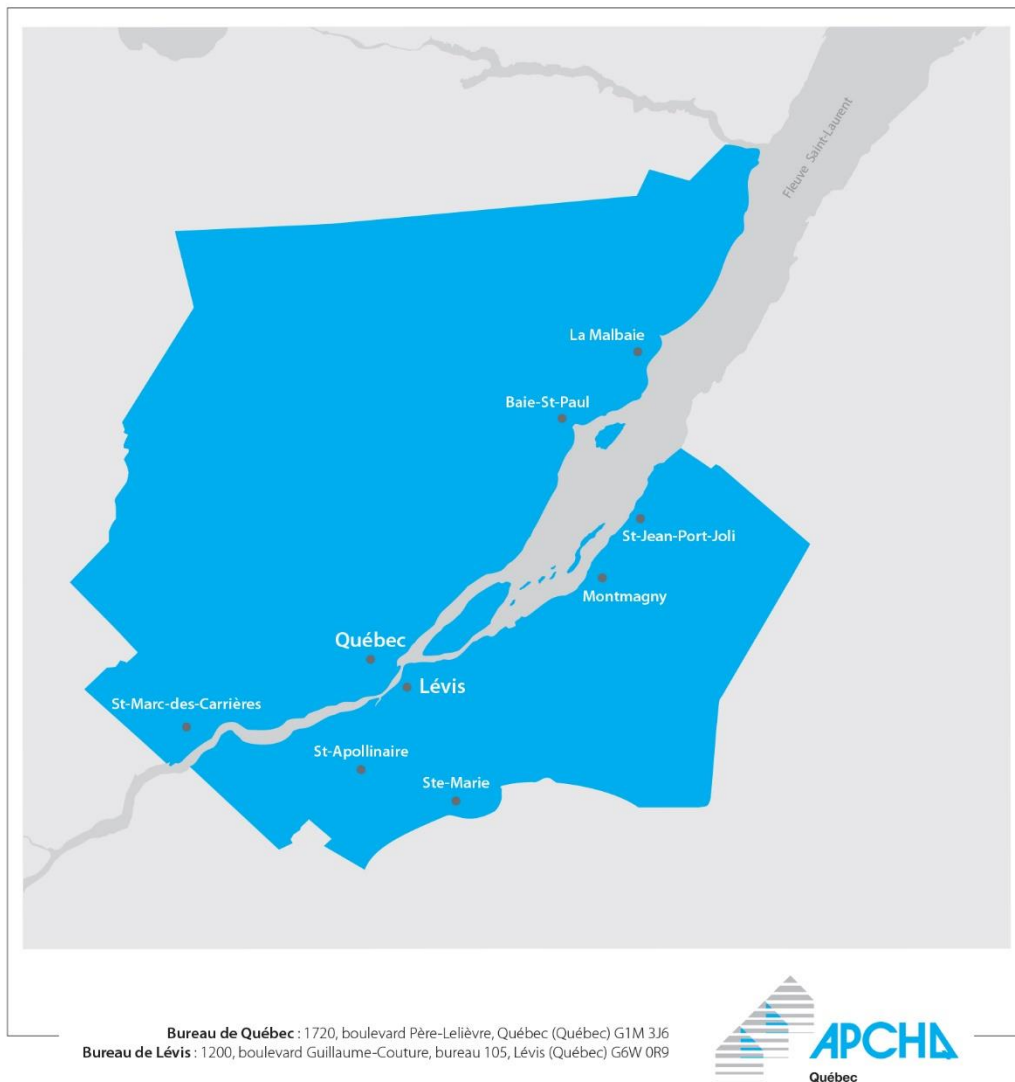 Fleuve Saint-Laurent
La Malbaie
Baie-St-Paul
St-Jean-Port-Joli
Montmagny
Québec
Lévis
St-Marc-des-Carrières
St-Apollinaire
Ste-Marie
Bureau de Québec : 1720, boulevard Père-Lelièvre, Québec (Québec) G1M 3J6
Bureau de Lévis : 1200, boulevard Guillaume-Couture, bureau 105, Lévis (Québec) G6W 0R9
APCHQ
Québec